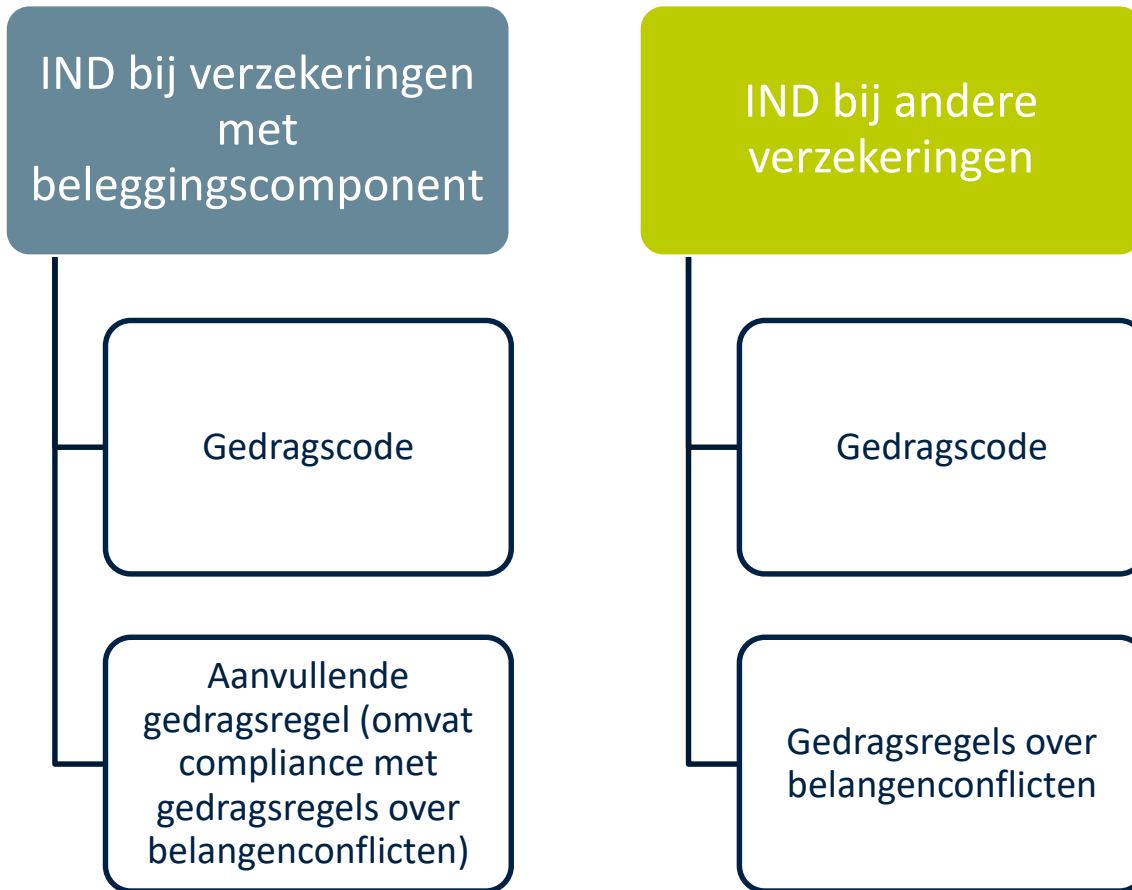 IND bij verzekeringen
met
beleggingscomponent
Gedragscode
Aanvullende
gedragsregel (omvat
compliance met
gedragsregels over
belangenconflicten)
IND bij andere
verzekeringen
Gedragscode
Gedragsregels over
belangenconflicten